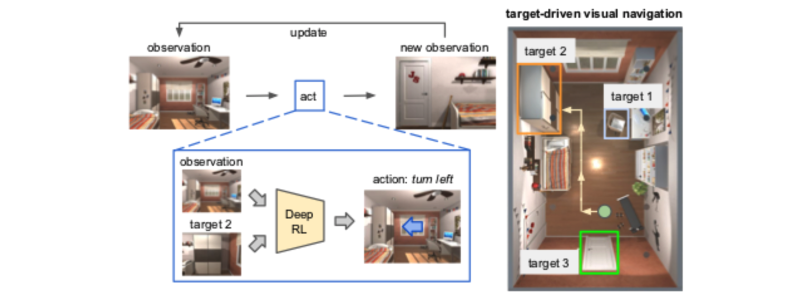 target-driven visual navigation
update
observation
new observation
act
observation
target 2
Deep
RL
action: turn left
target 2
target 1
target 3